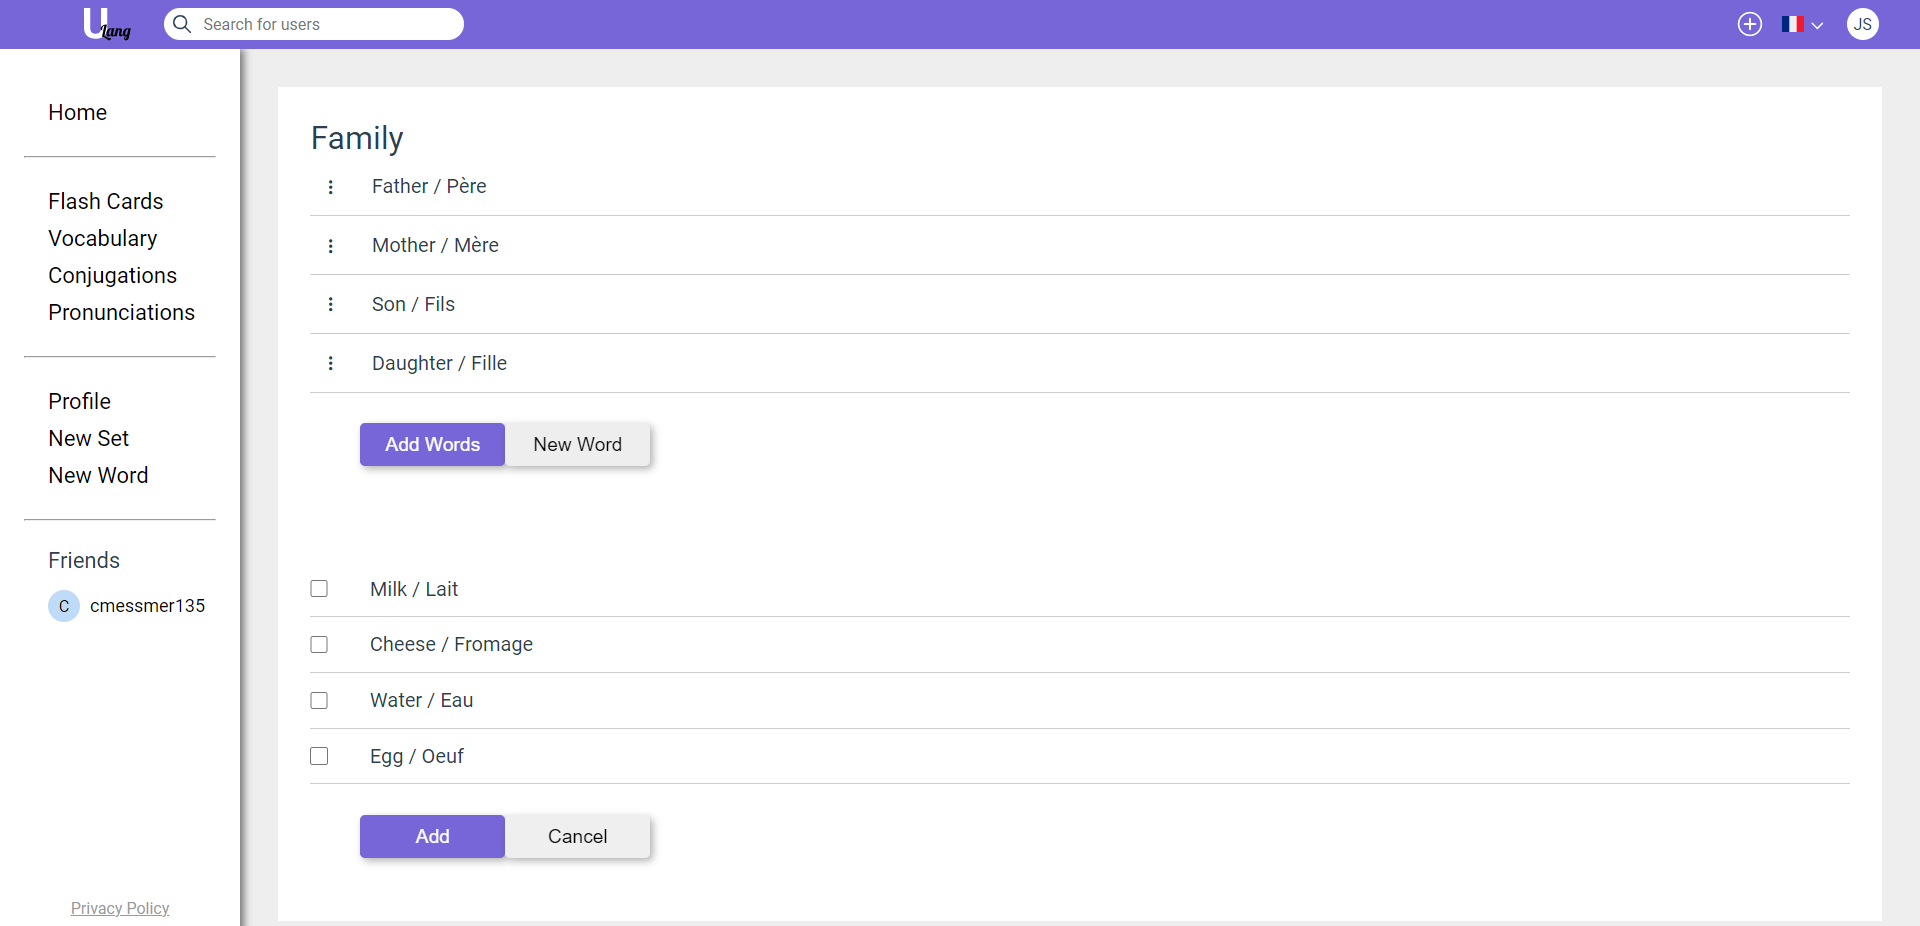 ULang
Search for users
JS
Home
Flash Cards
Vocabulary
Conjugations
Pronunciations
Profile
New Set
New Word
Friends
C cmessmer135
Privacy Policy
Family
Father / Père
Mother / Mère
Son / Fils
Daughter / Fille
Add Words New Word
Milk / Lait
Cheese / Fromage
Water / Eau
Egg / Oeuf
Add Cancel